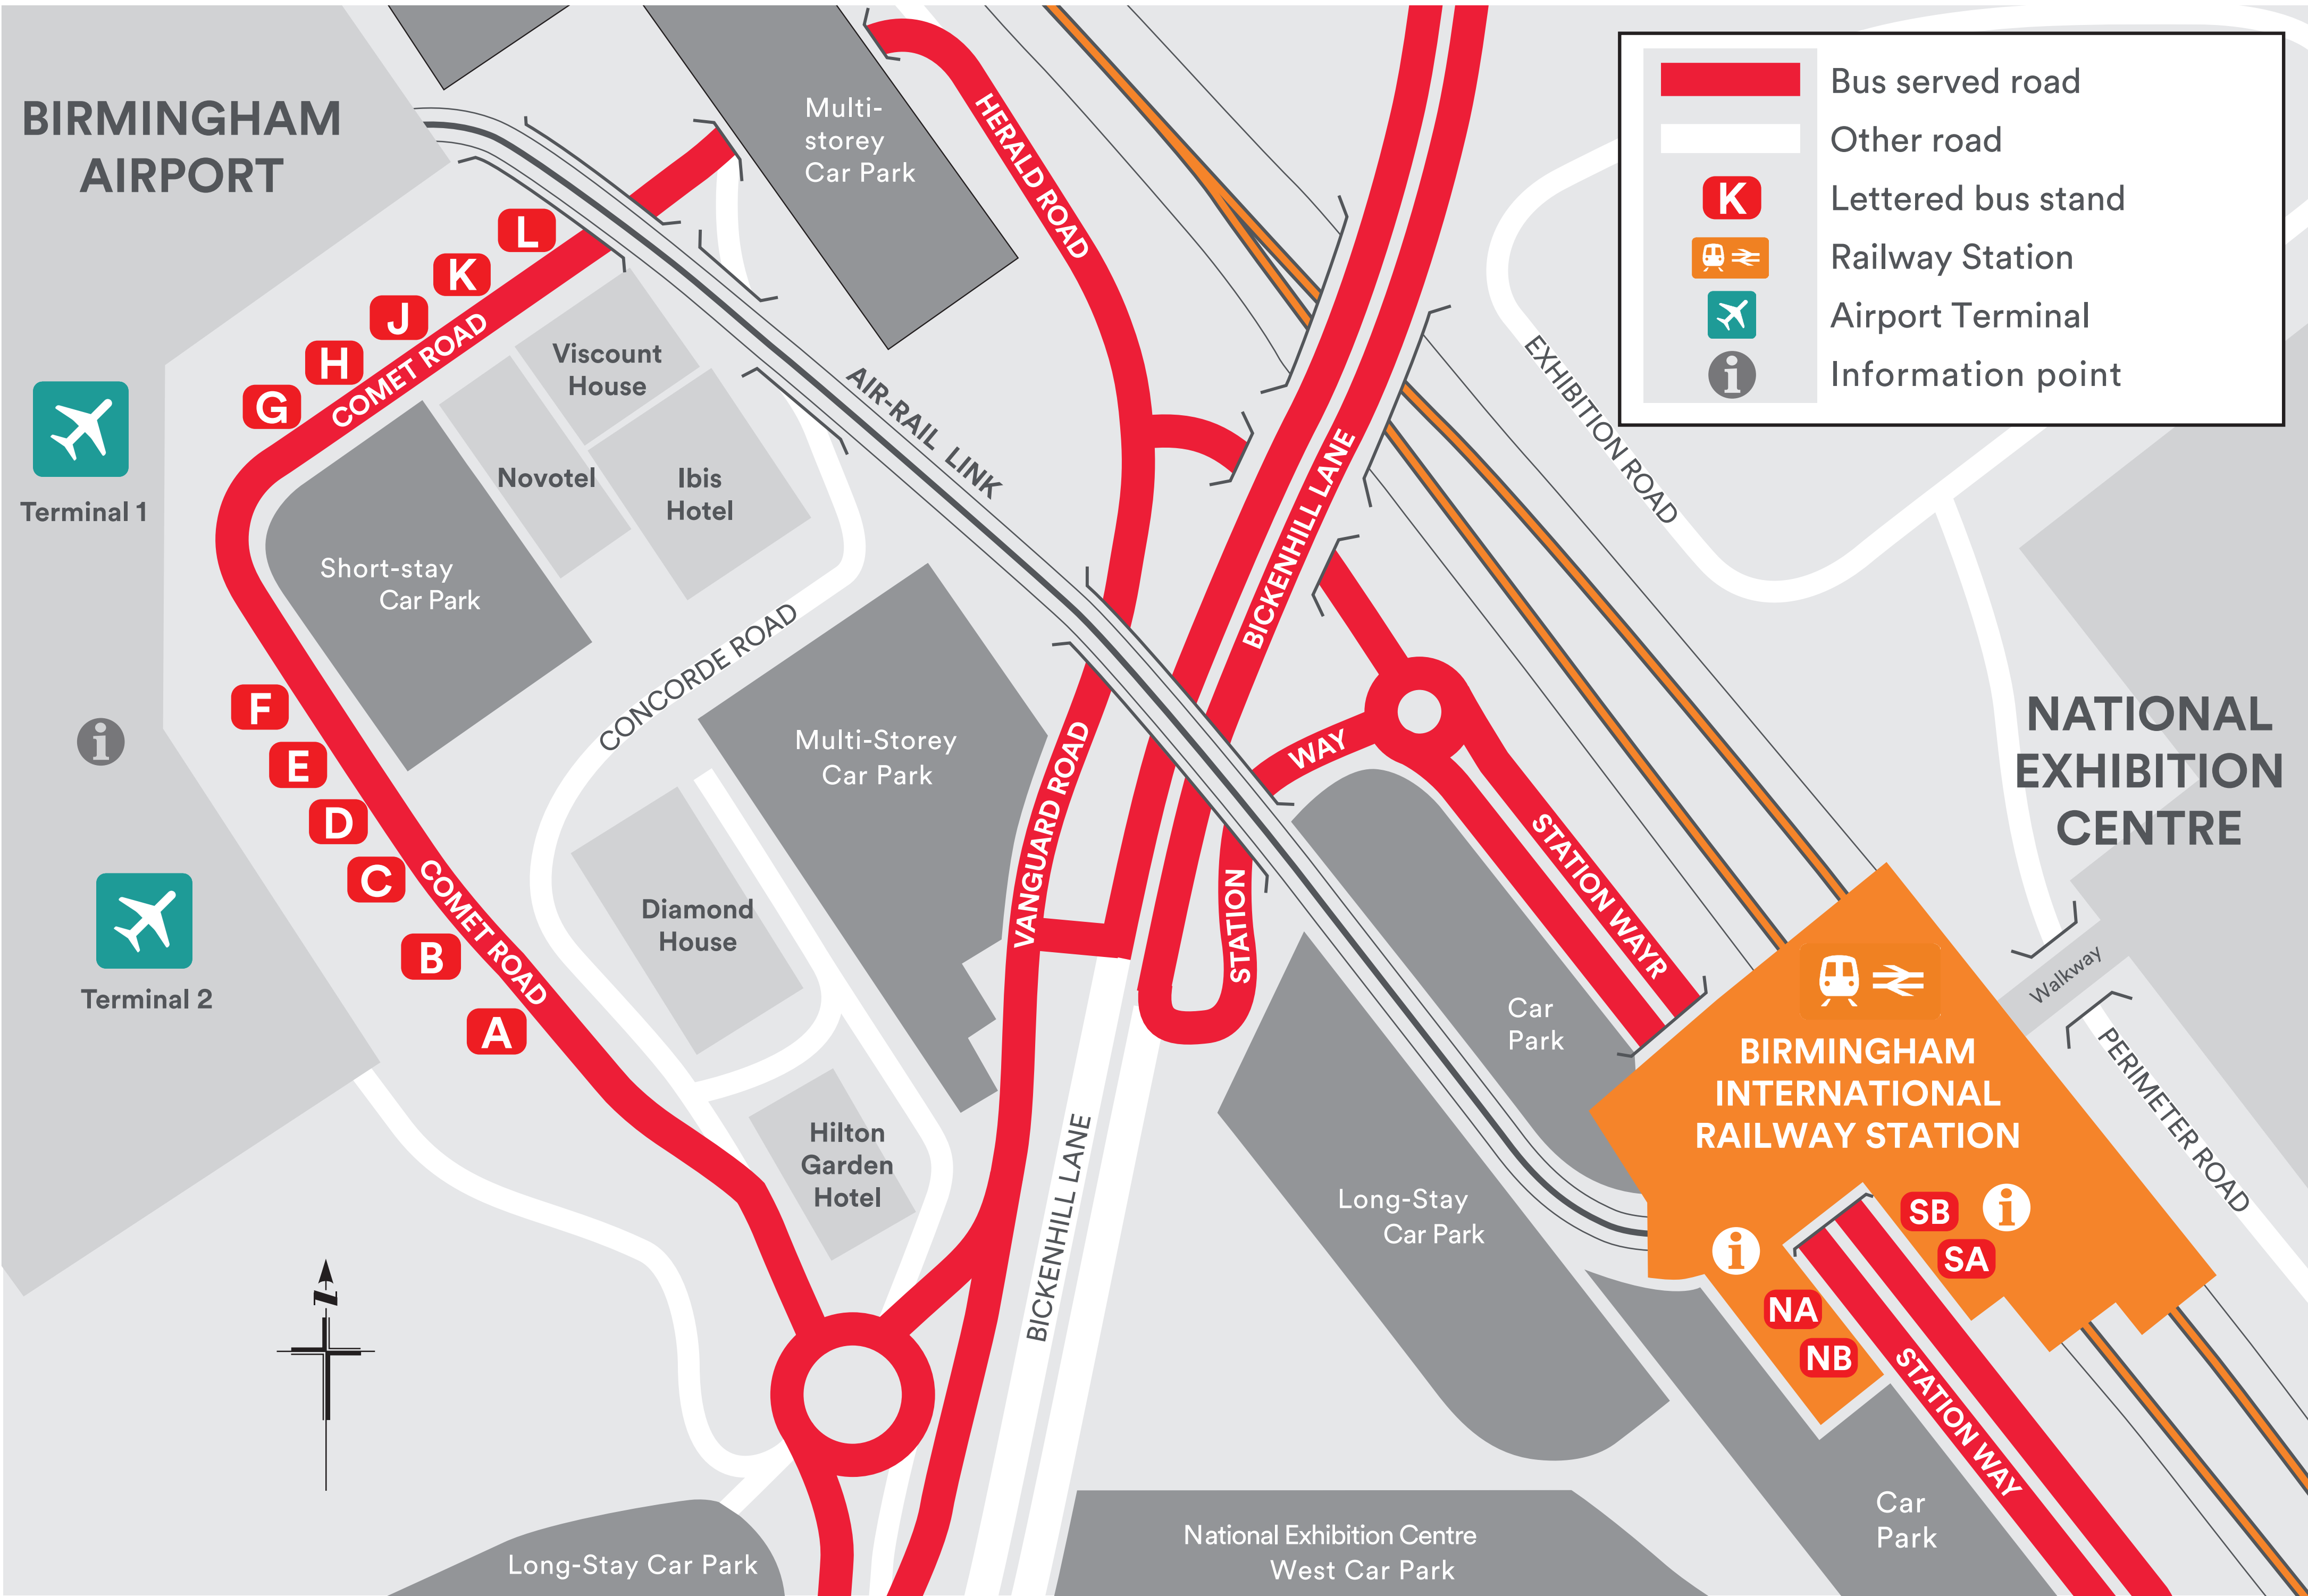 BIRMINGHAM
AIRPORT
Multi-
storey
Car Park
HERALD ROAD
Bus served road
Other road
K
Lettered bus stand
Railway Station
Airport Terminal
i
Information point
L
K
J
H
G
COMET ROAD
Viscount
House
Novotel
Ibis
Hotel
AIR-RAIL LINK
BICKENHILL LANE
EXHIBITION ROAD
Terminal 1
Short-stay
Car Park
CONCORDE ROAD
F
E
D
C
B
A
i
COMET ROAD
Terminal 2
Multi-Storey
Car Park
VANGUARD ROAD
WAY
STATION
STATION WAYR
NATIONAL
EXHIBITION
CENTRE
Diamond
House
Hilton
Garden
Hotel
BICKENHILL LANE
Car
Park
Long-Stay
Car Park
Walkway
PERIMETER ROAD
BIRMINGHAM
INTERNATIONAL
RAILWAY STATION
SB
i
SA
i
NA
NB
STATION WAY
N
Long-Stay Car Park
National Exhibition Centre
West Car Park
Car
Park